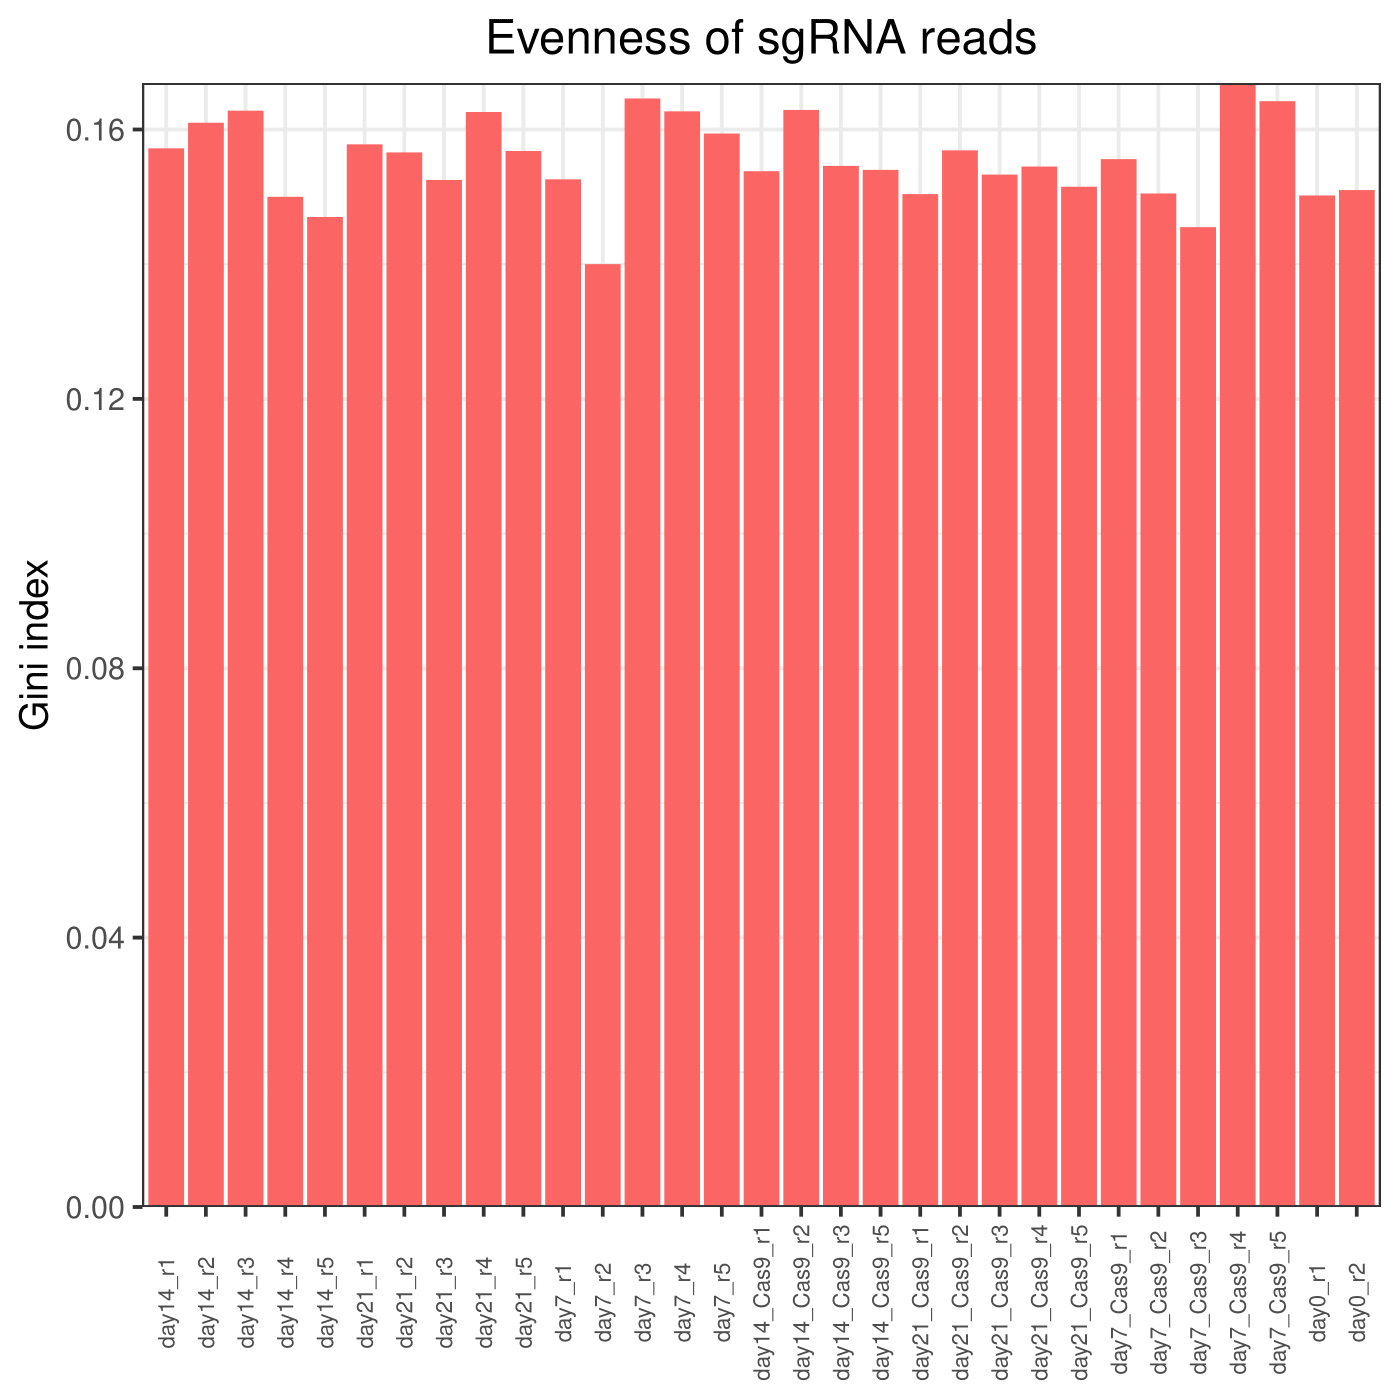 Evenness of sgRNA reads
Gini index
0.16
0.12
0.08
0.04
0.00
day14_r1
day14_r2
day14_r3
day14_r4
day14_r5
day21_r1
day21_r2
day21_r3
day21_r4
day21_r5
day7_r1
day7_r2
day7_r3
day7_r4
day7_r5
day14_Cas9_r1
day14_Cas9_r2
day14_Cas9_r3
day14_Cas9_r5
day21_Cas9_r1
day21_Cas9_r2
day21_Cas9_r3
day21_Cas9_r4
day21_Cas9_r5
day7_Cas9_r1
day7_Cas9_r2
day7_Cas9_r3
day7_Cas9_r4
day7_Cas9_r5
day0_r1
day0_r2